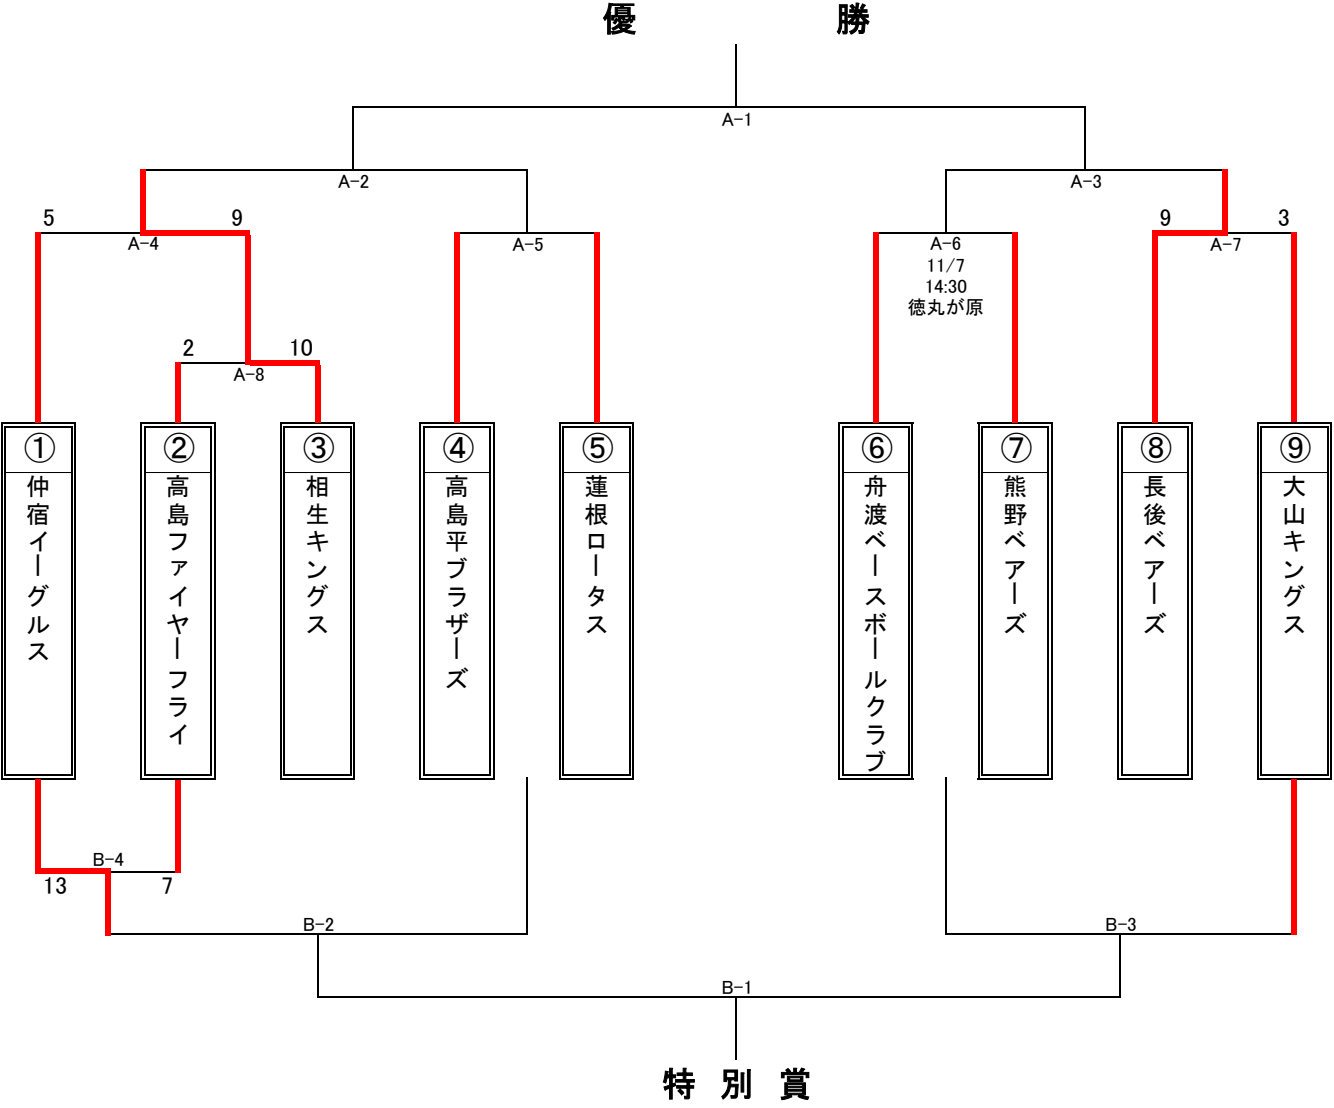 優　勝
A-1
A-2
A-3
5
9
A-4
A-5
A-6
11/7
14:30
徳丸が原
9
3
A-7
2
10
A-8
①
仲宿イーグルス
②
高島ファイヤーフライ
③
相生キングス
④
高島平ブラザーズ
⑤
蓮根ロータス
⑥
舟渡ベースボールクラブ
⑦
熊野ベアーズ
⑧
長後ベアーズ
⑨
大山キングス
B-4
13
7
B-2
B-3
B-1
特別賞